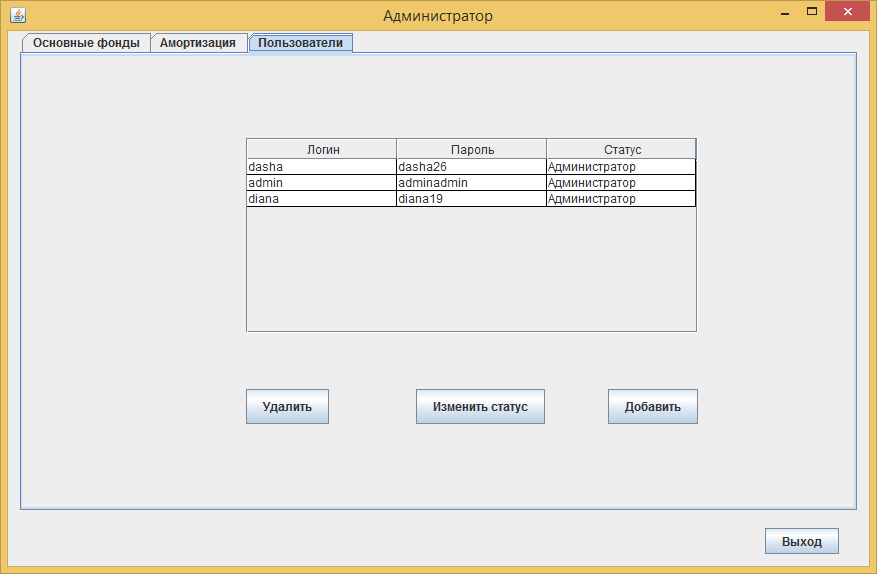 Администратор
Основные фонды Амортизация Пользователи
Логин Пароль Статус
dasha dasha26 Администратор
admin adminadmin Администратор
diana diana19 Администратор
Удалить Изменить статус Добавить
Выход